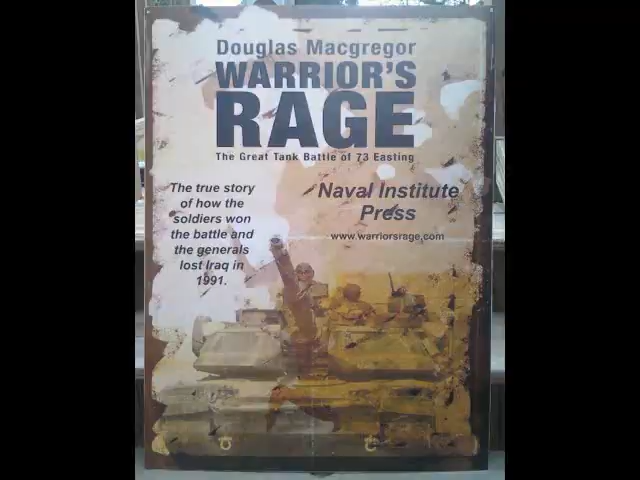 Douglas Macgregor
WARRIOR'S
RAGE
The Great Tank Battle of 73 Easting
The true story
of how the
soldiers won
the battle and
the generals
lost Iraq in
1991.
Naval Institute
Press
www.warriorsrage.com